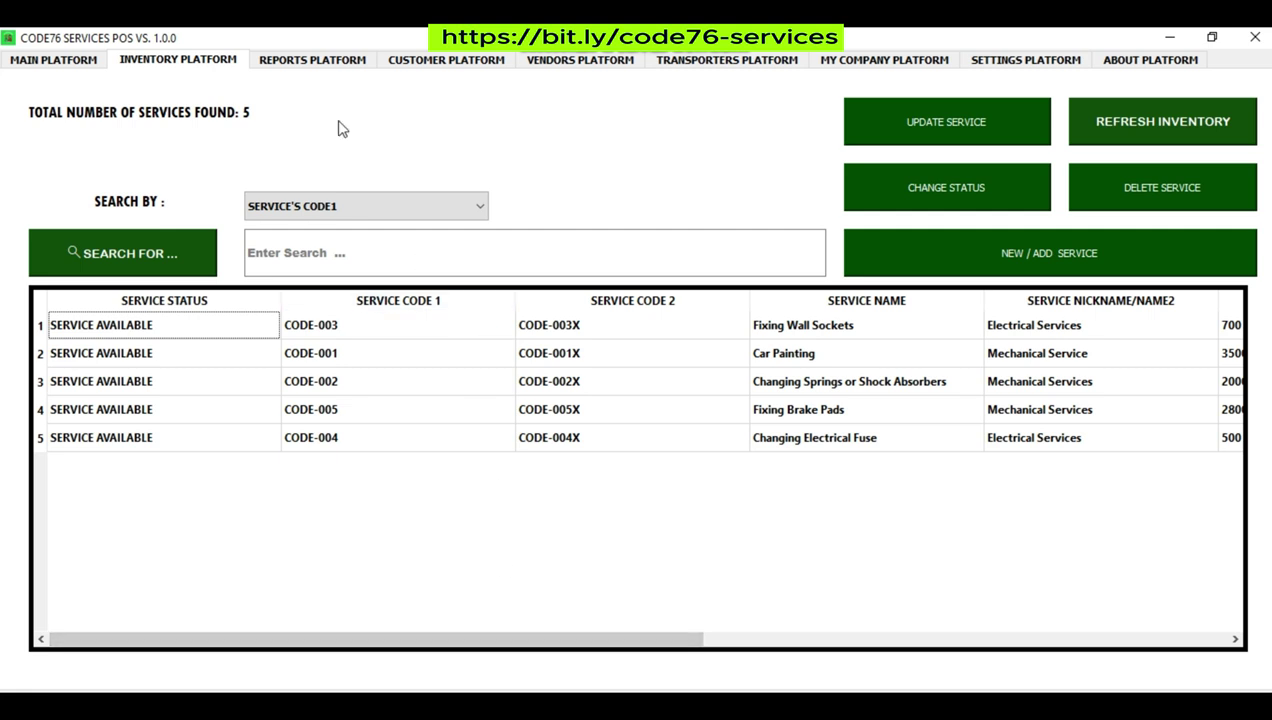 https://bit.ly/code76-services
CODE76 SERVICES POS VS. 1.0.0
MAIN PLATFORM INVENTORY PLATFORM REPORTS PLATFORM CUSTOMER PLATFORM VENDORS PLATFORM TRANSPORTERS PLATFORM MY COMPANY PLATFORM SETTINGS PLATFORM ABOUT PLATFORM
TOTAL NUMBER OF SERVICES FOUND: 5
UPDATE SERVICE REFRESH INVENTORY
CHANGE STATUS DELETE SERVICE
SEARCH BY : SERVICE'S CODE1
SEARCH FOR ... Enter Search ... NEW / ADD SERVICE
SERVICE STATUS SERVICE CODE 1 SERVICE CODE 2 SERVICE NAME SERVICE NICKNAME/NAME2
1 SERVICE AVAILABLE CODE-003 CODE-003X Fixing Wall Sockets Electrical Services 700
2 SERVICE AVAILABLE CODE-001 CODE-001X Car Painting Mechanical Service 3500
3 SERVICE AVAILABLE CODE-002 CODE-002X Changing Springs or Shock Absorbers Mechanical Services 2000
4 SERVICE AVAILABLE CODE-005 CODE-005X Fixing Brake Pads Mechanical Services 2800
5 SERVICE AVAILABLE CODE-004 CODE-004X Changing Electrical Fuse Electrical Services 500